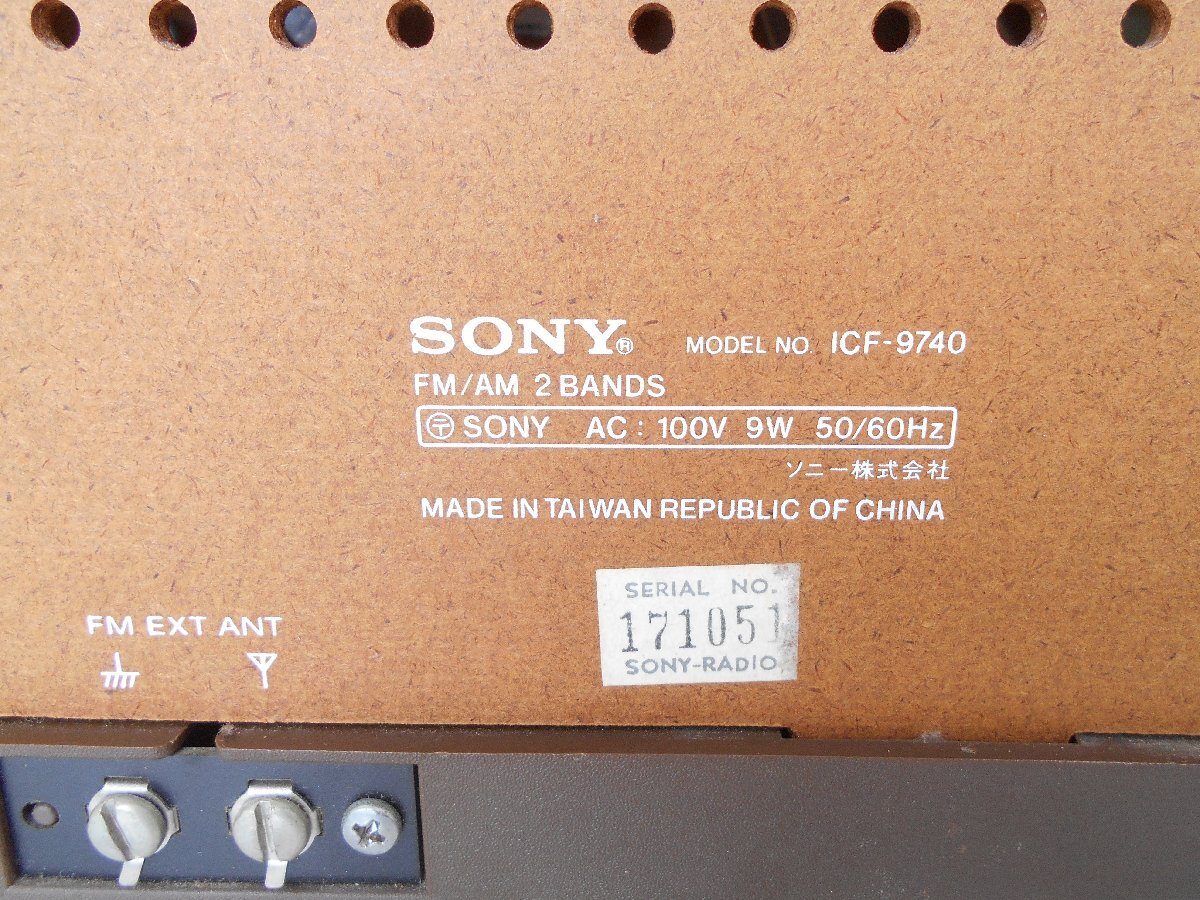 SONY® MODEL NO. ICF-9740
FM/AM 2 BANDS
〶 SONY AC: 100V 9W 50/60Hz
ソニー株式会社
MADE IN TAIWAN REPUBLIC OF CHINA
SERIAL NO.
171051
SONY-RADIO
FM EXT ANT